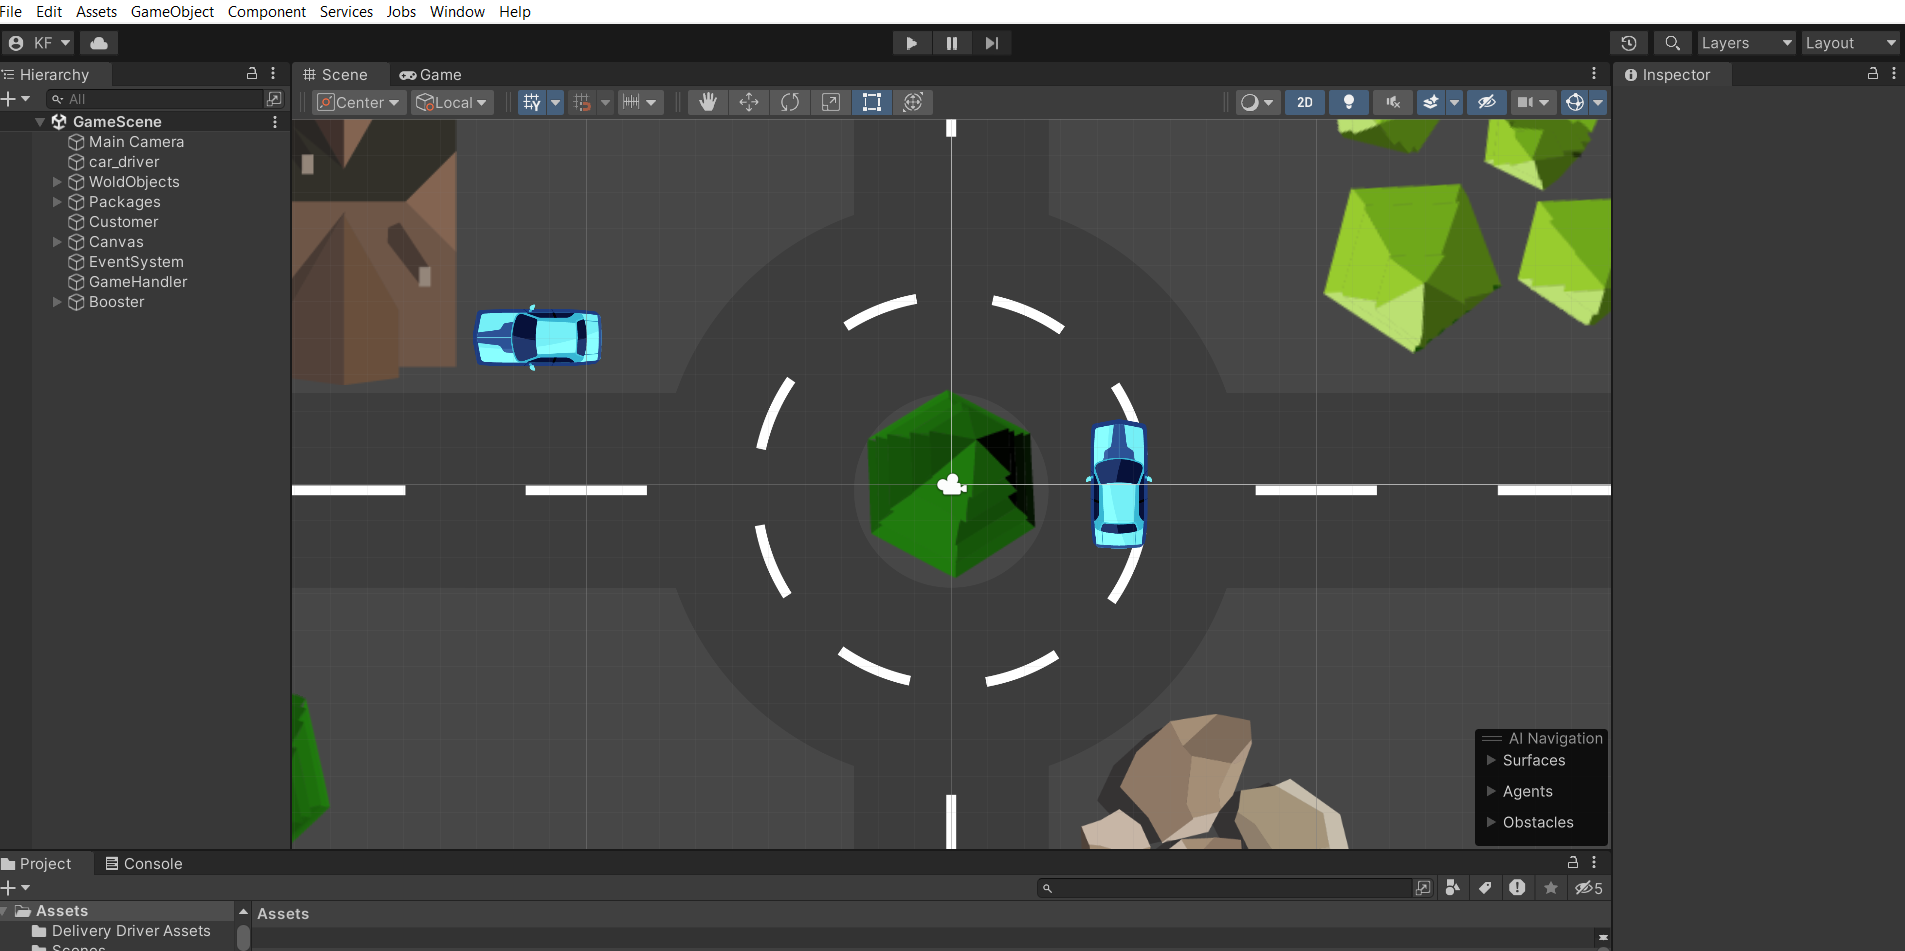 File Edit Assets GameObject Component Services Jobs Window Help
KF Layers Layout
Hierarchy Scene Game Inspector
All Center Local 2D
GameScene
Main Camera
car_driver
WoldObjects
Packages
Customer
Canvas
EventSystem
GameHandler
Booster
AI Navigation
Surfaces
Agents
Obstacles
Project Console
5
Assets Assets
Delivery Driver Assets
Scenes